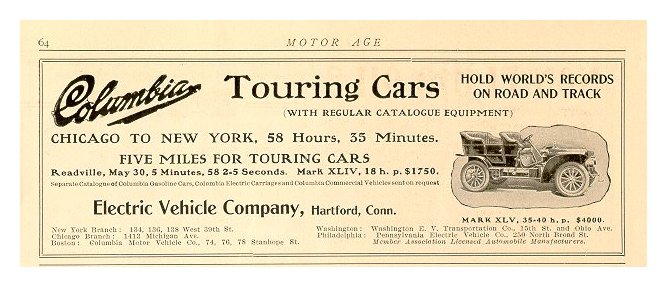 64
MOTOR AGE
Columbia Touring Cars
(WITH REGULAR CATALOGUE EQUIPMENT)
HOLD WORLD'S RECORDS
ON ROAD AND TRACK
CHICAGO TO NEW YORK, 58 Hours, 35 Minutes.
FIVE MILES FOR TOURING CARS
Readville, May 30, 5 Minutes, 58 2-5 Seconds. Mark XLIV, 18 h. p. $1750.
Separate Catalogue of Columbia Gasoline Cars, Columbia Electric Carriages and Columbia Commercial Vehicles sent on request
Electric Vehicle Company, Hartford, Conn.
MARK XLV, 35-40 h. p. $4000.
New York Branch: 134, 136, 138 West 39th St.
Chicago Branch: 1413 Michigan Ave.
Boston: Columbia Motor Vehicle Co., 74, 76, 78 Stanhope St.
Washington: Washington E. V. Transportation Co., 15th St. and Ohio Ave.
Philadelphia: Pennsylvania Electric Vehicle Co., 250 North Broad St.
Member Association Licensed Automobile Manufacturers.